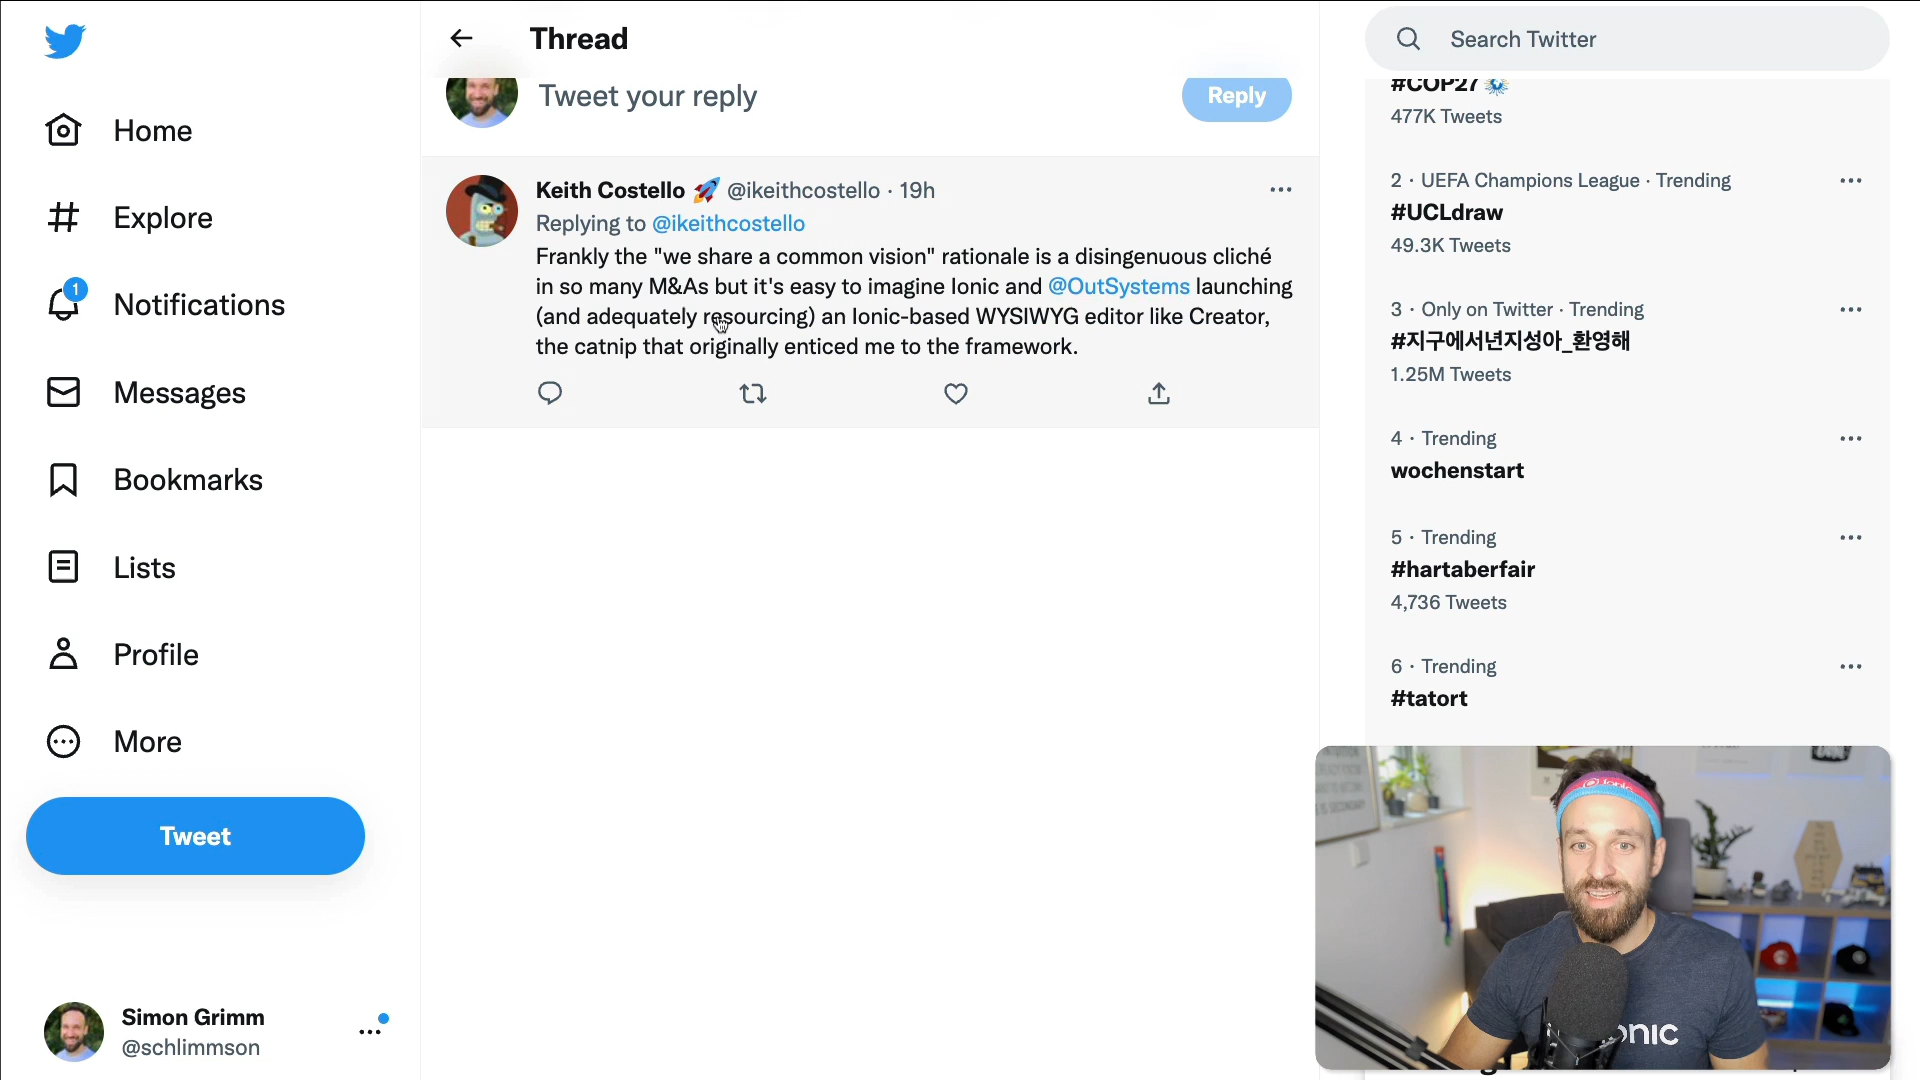 Home
Explore
1
Notifications
Messages
Bookmarks
Lists
Profile
More
Tweet
Simon Grimm
@schlimmson
Thread
Tweet your reply
Reply
Keith Costello 🚀 @ikeithcostello · 19h
Replying to @ikeithcostello
Frankly the "we share a common vision" rationale is a disingenuous cliché
in so many M&As but it's easy to imagine Ionic and @OutSystems launching
(and adequately resourcing) an Ionic-based WYSIWYG editor like Creator,
the catnip that originally enticed me to the framework.
Search Twitter
#COP27
477K Tweets
2 · UEFA Champions League · Trending
#UCLdraw
49.3K Tweets
3 · Only on Twitter · Trending
#지구에서년지성아_환영해
1.25M Tweets
4 · Trending
wochenstart
5 · Trending
#hartaberfair
4,736 Tweets
6 · Trending
#tatort
ionic
onic